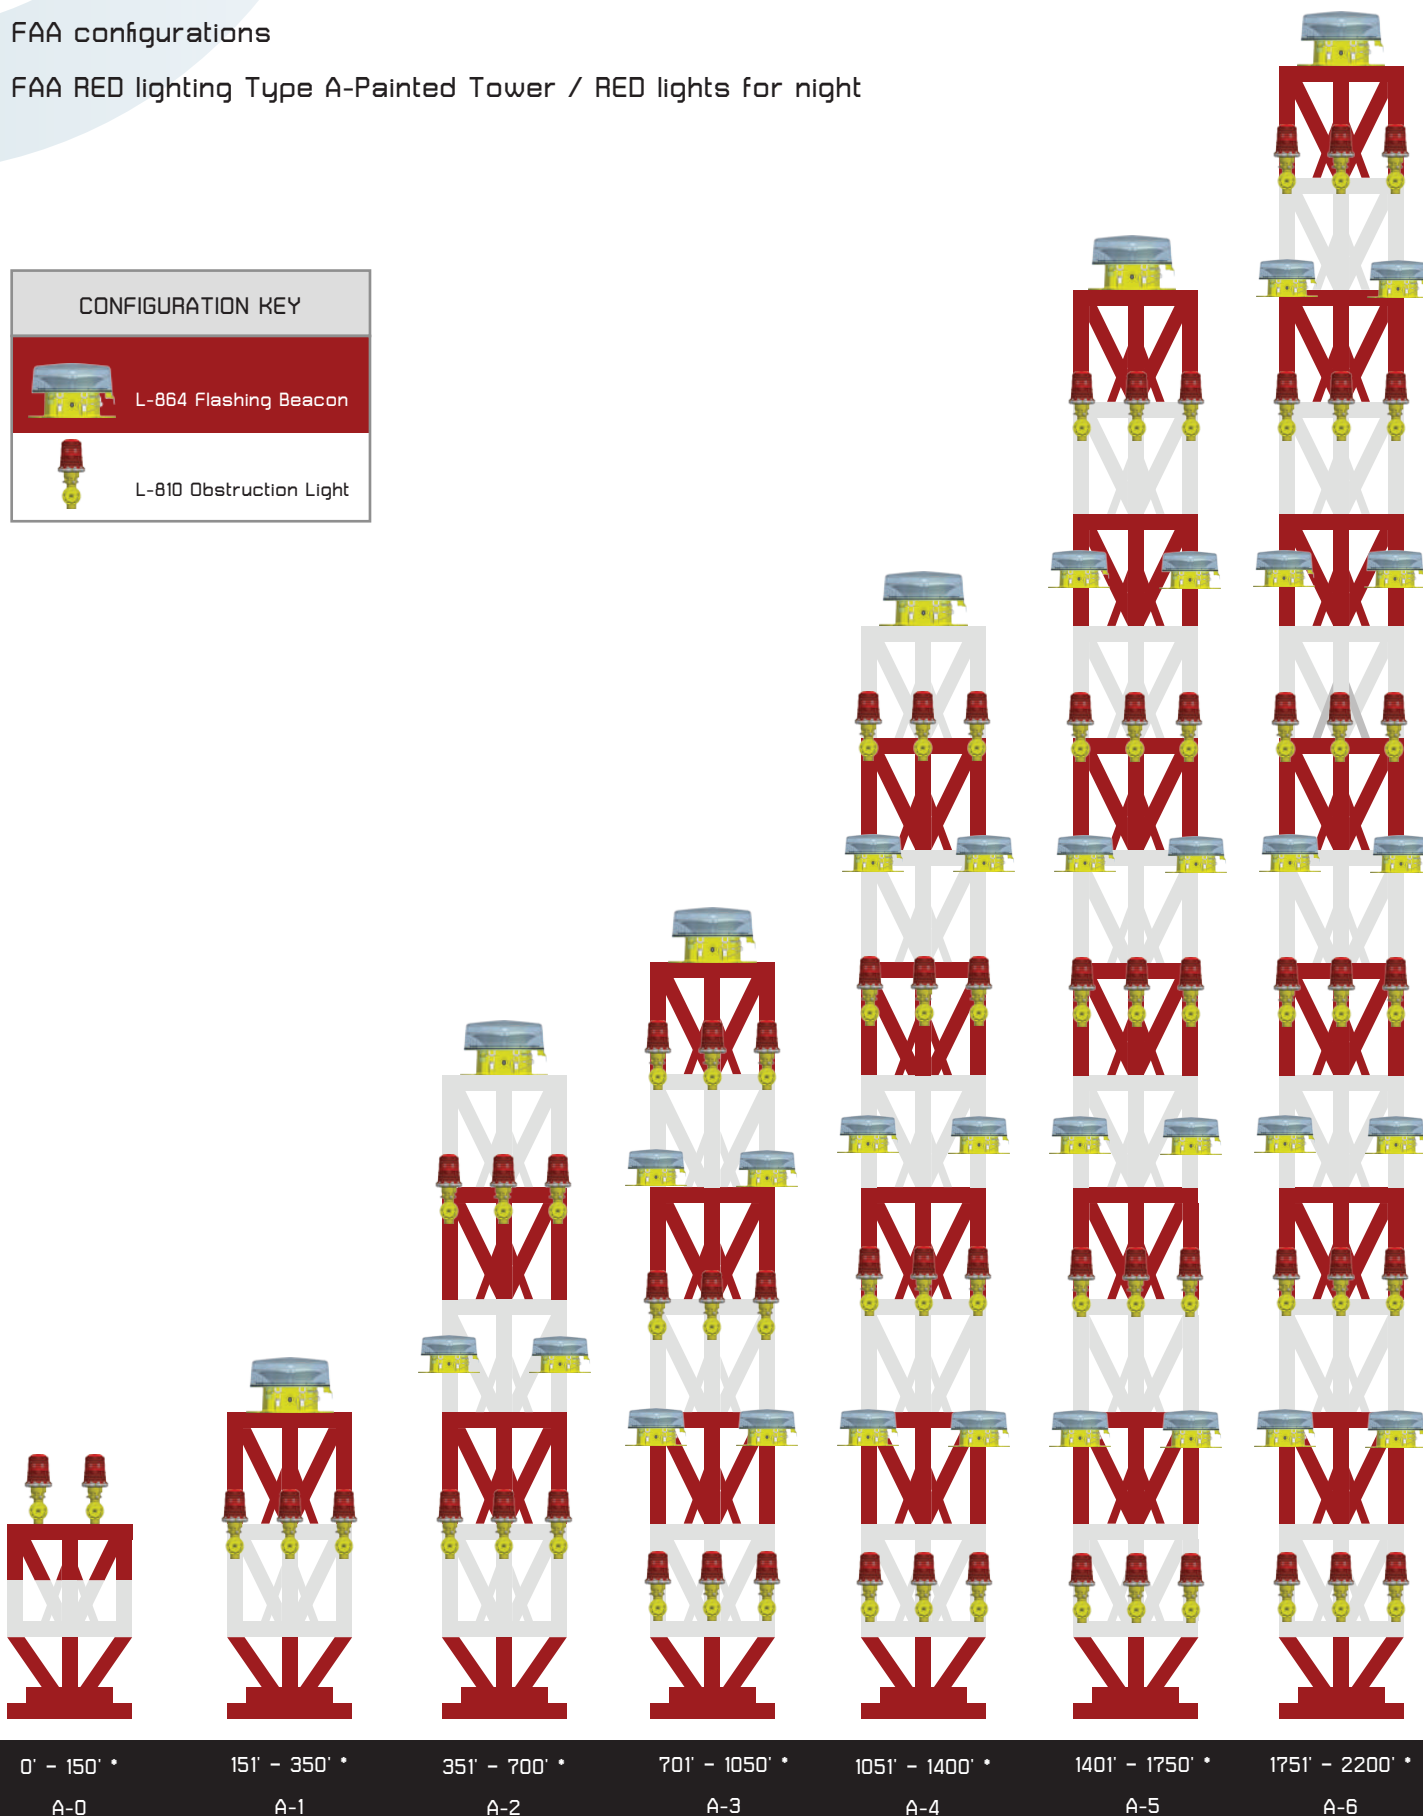 FAA configurations
FAA RED lighting Type A-Painted Tower / RED lights for night
CONFIGURATION KEY
L-864 Flashing Beacon
L-810 Obstruction Light
0' - 150' * 151' - 350' * 351' - 700' * 701' - 1050' * 1051' - 1400' * 1401' - 1750' * 1751' - 2200' *
A-0 A-1 A-2 A-3 A-4 A-5 A-6